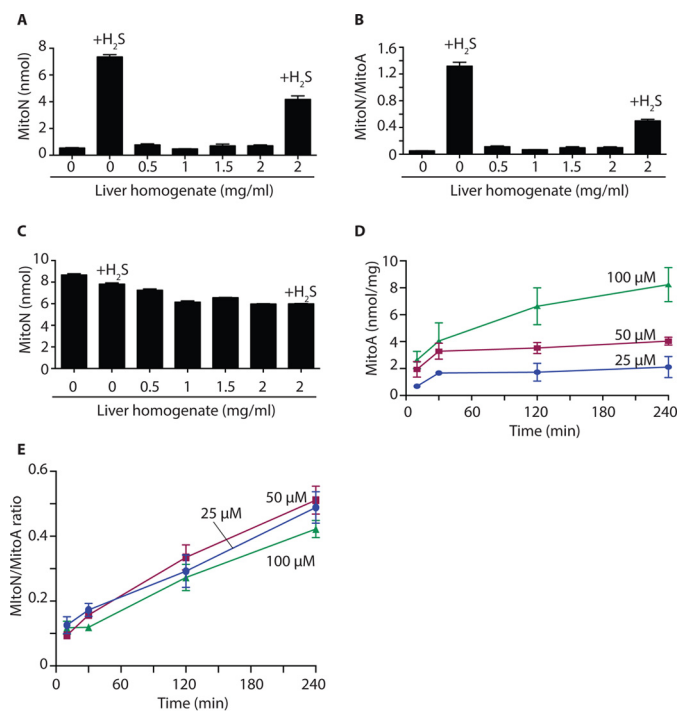 A
MitoN (nmol)
8
4
0
+H₂S
+H₂S
0 0 0.5 1 1.5 2 2
Liver homogenate (mg/ml)
B
MitoN/MitoA
1.6
1.2
0.8
0.4
0
+H₂S
+H₂S
0 0 0.5 1 1.5 2 2
Liver homogenate (mg/ml)
C
MitoN (nmol)
10
8
6
4
2
0
+H₂S
+H₂S
0 0 0.5 1 1.5 2 2
Liver homogenate (mg/ml)
D
MitoA (nmol/mg)
10
8
6
4
2
0
100 µM
50 µM
25 µM
0 60 120 180 240
Time (min)
E
MItoN/MitoA ratio
0.6
0.4
0.2
0
50 µM
25 µM
100 µM
0 60 120 180 240
Time (min)